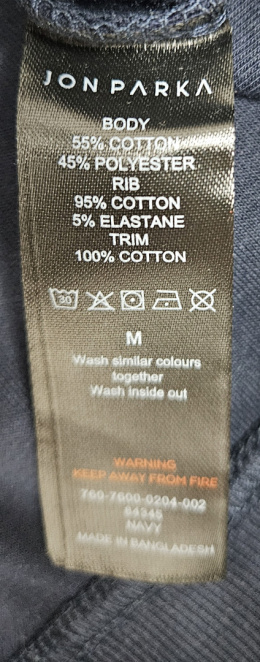 JON PARKA
BODY
55% COTTON
45% POLYESTER
RIB
95% COTTON
5% ELASTANE
TRIM
100% COTTON
30
M
Wash similar colours
together
Wash inside out
WARNING
KEEP AWAY FROM FIRE
760-7600-0204-002
64345
NAVY
MADE IN BANGLADESH